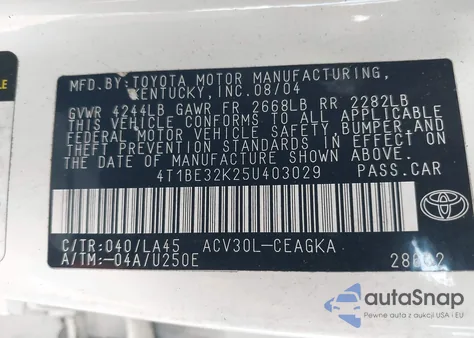 MFD. BY: TOYOTA MOTOR MANUFACTURING,
KENTUCKY, INC. 08/04
GVWR 4244LB GAWR FR 2668LB RR 2282LB
THIS VEHICLE CONFORMS TO ALL APPLICABLE
FEDERAL MOTOR VEHICLE SAFETY, BUMPER, AND
THEFT PREVENTION STANDARDS IN EFFECT ON
THE DATE OF MANUFACTURE SHOWN ABOVE.
4T1BE32K25U403029 PASS.CAR
C/TR: 040/LA45 ACV30L-CEAGKA
A/TM: -04A/U250E
TOYOTA
autoSnap
Pewne auta z aukcji USA i EU